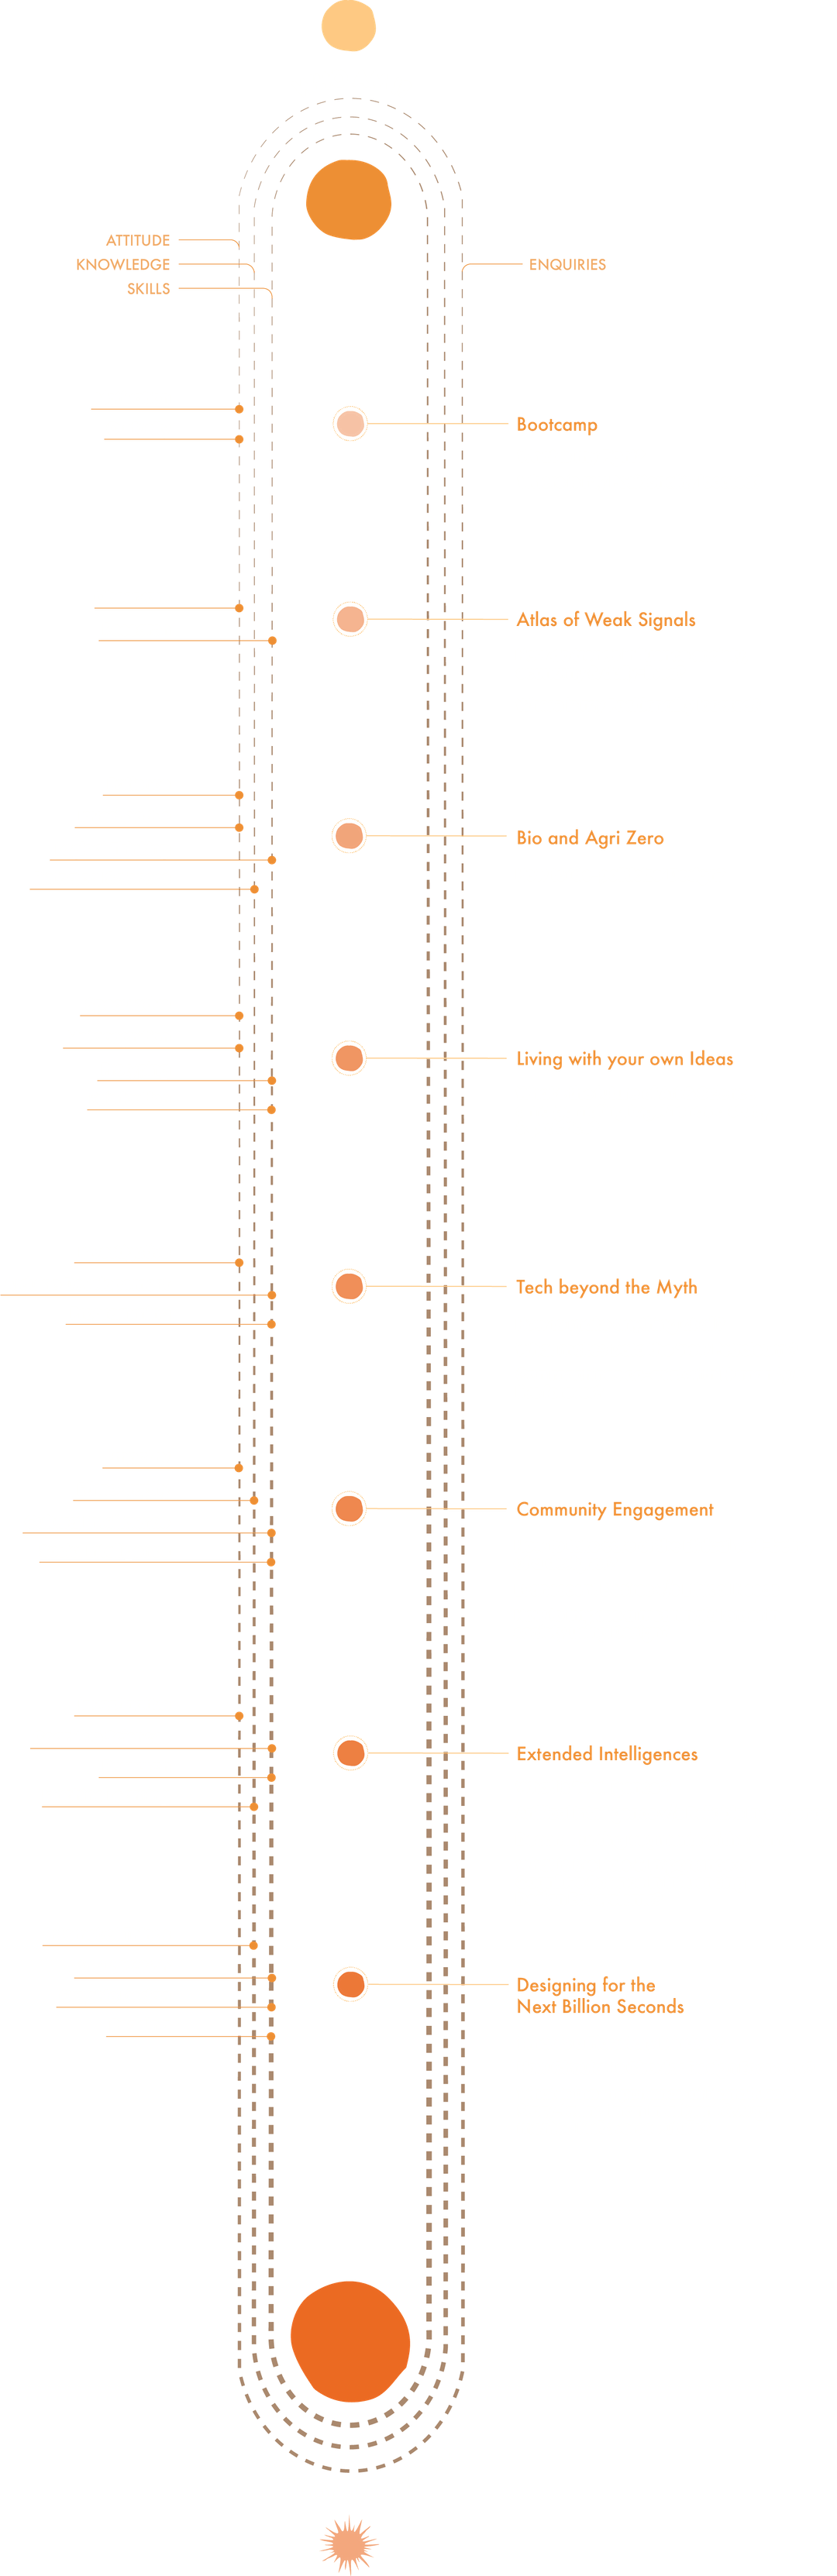 ATTITUDE
KNOWLEDGE
SKILLS
ENQUIRIES
Bootcamp
Atlas of Weak Signals
Bio and Agri Zero
Living with your own Ideas
Tech beyond the Myth
Community Engagement
Extended Intelligences
Designing for the
Next Billion Seconds